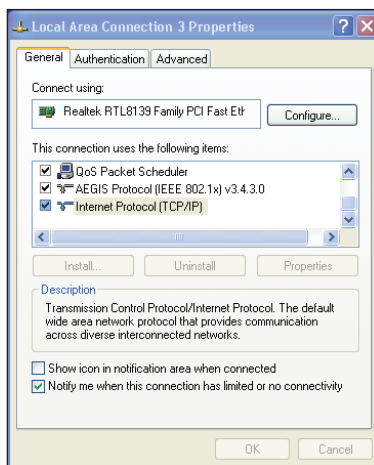 Local Area Connection 3 Properties
General Authentication Advanced
Connect using:
Realtek RTL8139 Family PCI Fast Eth
Configure...
This connection uses the following items:
QoS Packet Scheduler
AEGIS Protocol (IEEE 802.1x) v3.4.3.0
Internet Protocol (TCP/IP)
Install... Uninstall Properties
Description
Transmission Control Protocol/Internet Protocol. The default
wide area network protocol that provides communication
across diverse interconnected networks.
Show icon in notification area when connected
Notify me when this connection has limited or no connectivity
OK Cancel